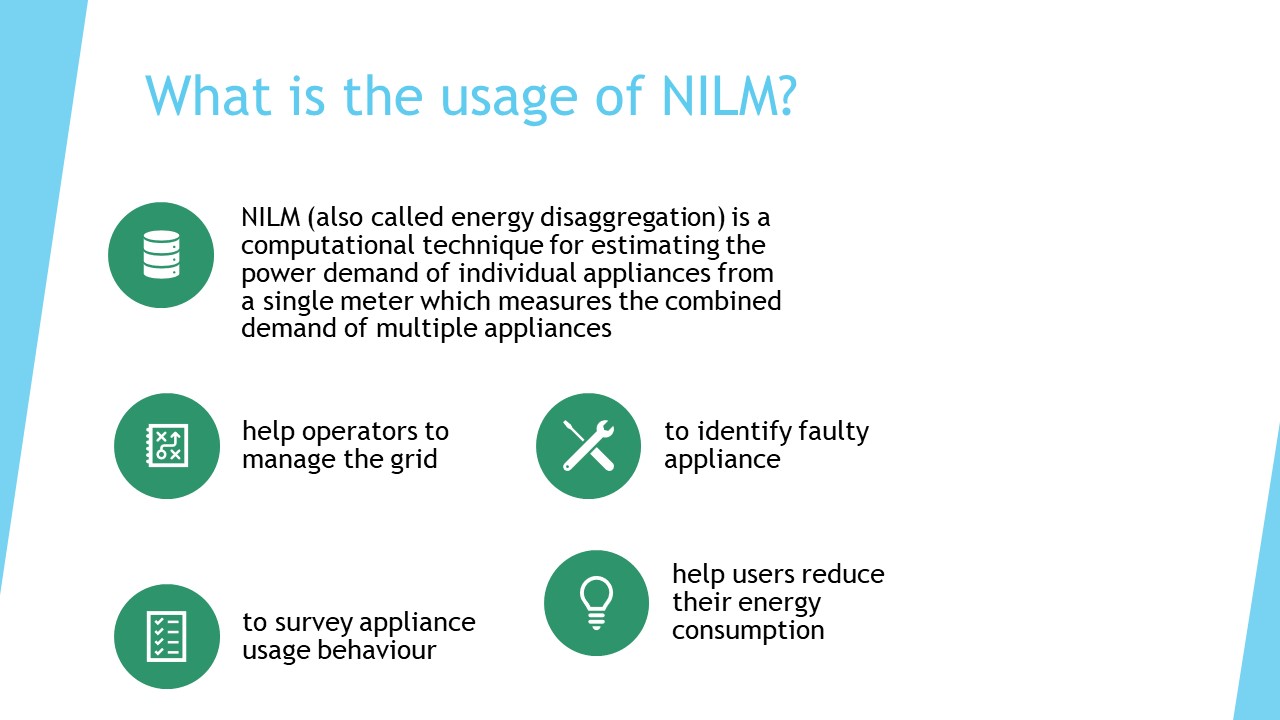 What is the usage of NILM?
NILM (also called energy disaggregation) is a
computational technique for estimating the
power demand of individual appliances from
a single meter which measures the combined
demand of multiple appliances
help operators to
manage the grid
to identify faulty
appliance
to survey appliance
usage behaviour
help users reduce
their energy
consumption